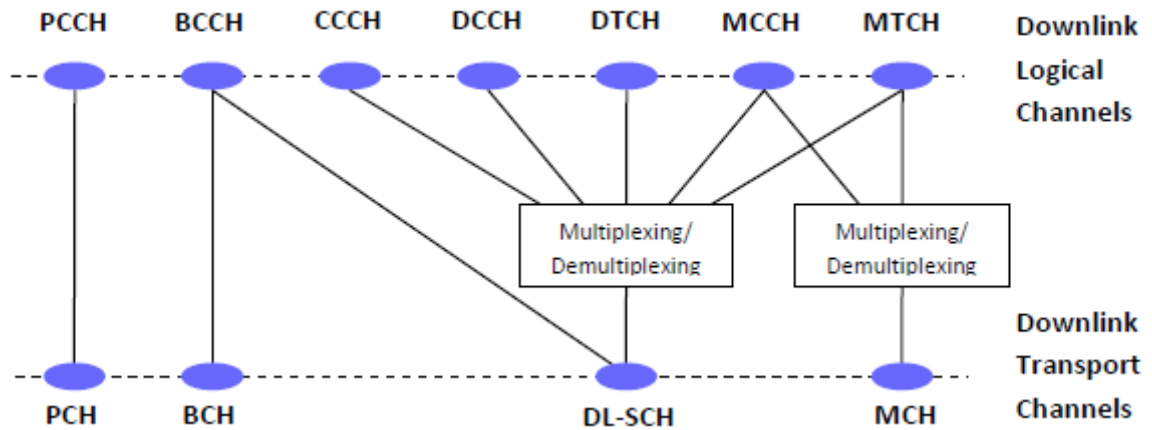 PCCH BCCH CCCH DCCH DTCH MCCH MTCH
Downlink
Logical
Channels
Multiplexing/
Demultiplexing
Multiplexing/
Demultiplexing
Downlink
Transport
Channels
PCH BCH DL-SCH MCH